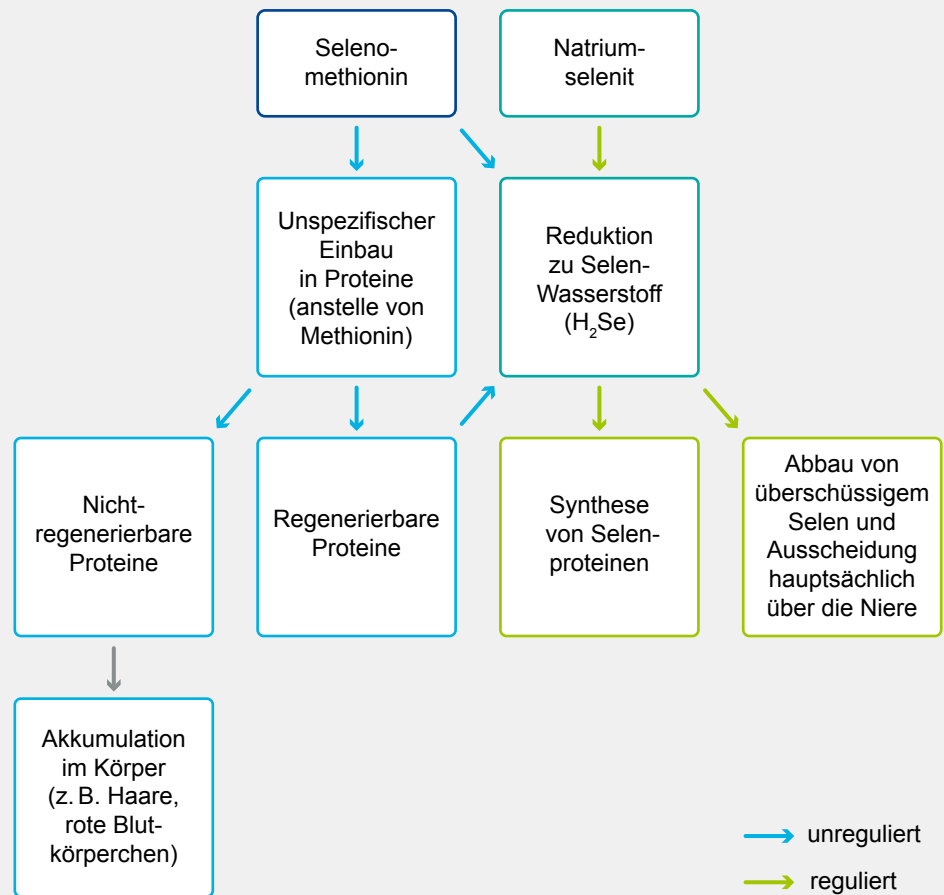 Seleno-
methionin
Natrium-
selenit
Unspezifischer
Einbau
in Proteine
(anstelle von
Methionin)
Reduktion
zu Selen-
Wasserstoff
(H₂Se)
Nicht-
regenerierbare
Proteine
Regenerierbare
Proteine
Synthese
von Selen-
proteinen
Abbau von
überschüssigem
Selen und
Ausscheidung
hauptsächlich
über die Niere
Akkumulation
im Körper
(z. B. Haare,
rote Blut-
körperchen)
unreguliert
reguliert